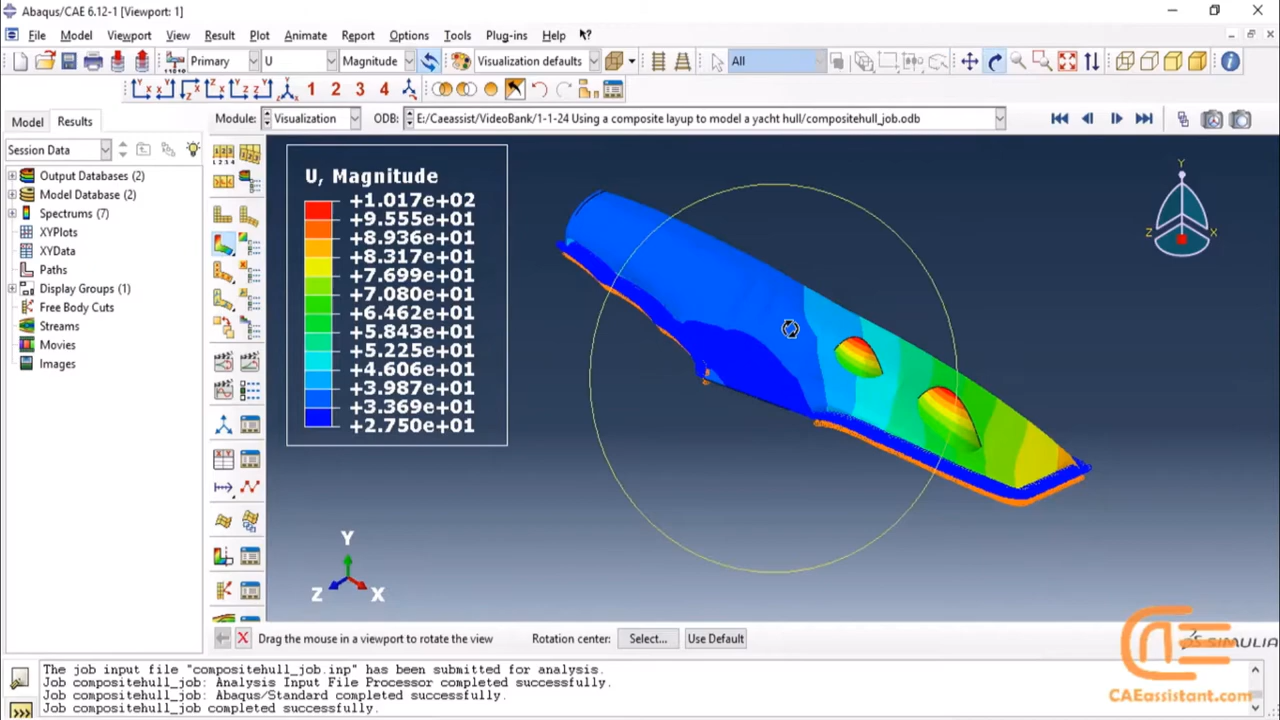 Abaqus/CAE 6.12-1 [Viewport: 1]
File Model Viewport View Result Plot Animate Report Options Tools Plug-ins Help
Primary U Magnitude Visualization defaults All
1 2 3 4
Model Results Module: Visualization ODB: E:/Caeassist/VideoBank/1-1-24 Using a composite layup to model a yacht hull/compositehull_job.odb
Session Data
Output Databases (2)
Model Database (2)
Spectrums (7)
XYPlots
XYData
Paths
Display Groups (1)
Free Body Cuts
Streams
Movies
Images
U, Magnitude
+1.017e+02
+9.555e+01
+8.936e+01
+8.317e+01
+7.699e+01
+7.080e+01
+6.462e+01
+5.843e+01
+5.225e+01
+4.606e+01
+3.987e+01
+3.369e+01
+2.750e+01
Y
Z X
Y
Z X
Drag the mouse in a viewport to rotate the view Rotation center: Select... Use Default
The job input file "compositehull_job.inp" has been submitted for analysis.
Job compositehull_job: Analysis Input File Processor completed successfully.
Job compositehull_job: Abaqus/Standard completed successfully.
Job compositehull_job completed successfully.
CAEassistant.com